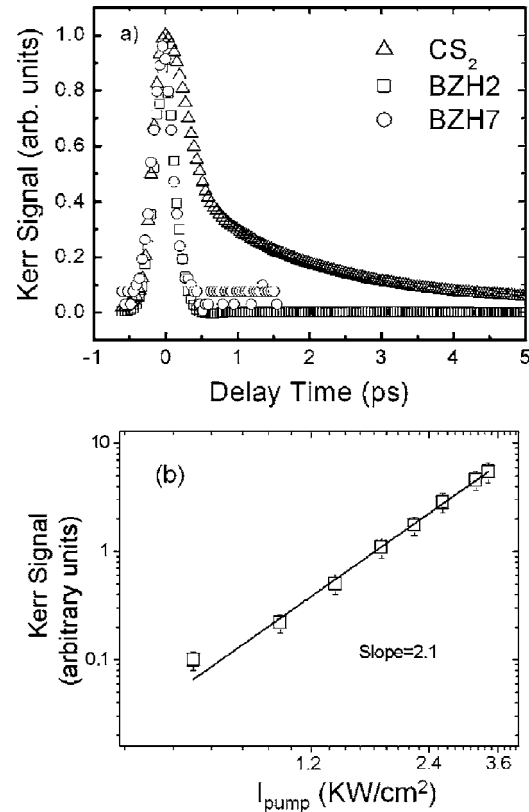 a)
CS₂
BZH2
BZH7
Kerr Signal (arb. units)
1.0
0.8
0.6
0.4
0.2
0.0
-1 0 1 2 3 4 5
Delay Time (ps)
(b)
Kerr Signal
(arbitrary units)
10
1
0.1
Slope=2.1
1.2 2.4 3.6
I_pump (KW/cm²)